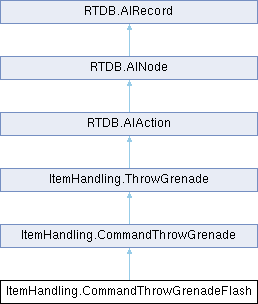 RTDB.AIRecord
RTDB.AINode
RTDB.AIAction
ItemHandling.ThrowGrenade
ItemHandling.CommandThrowGrenade
ItemHandling.CommandThrowGrenadeFlash